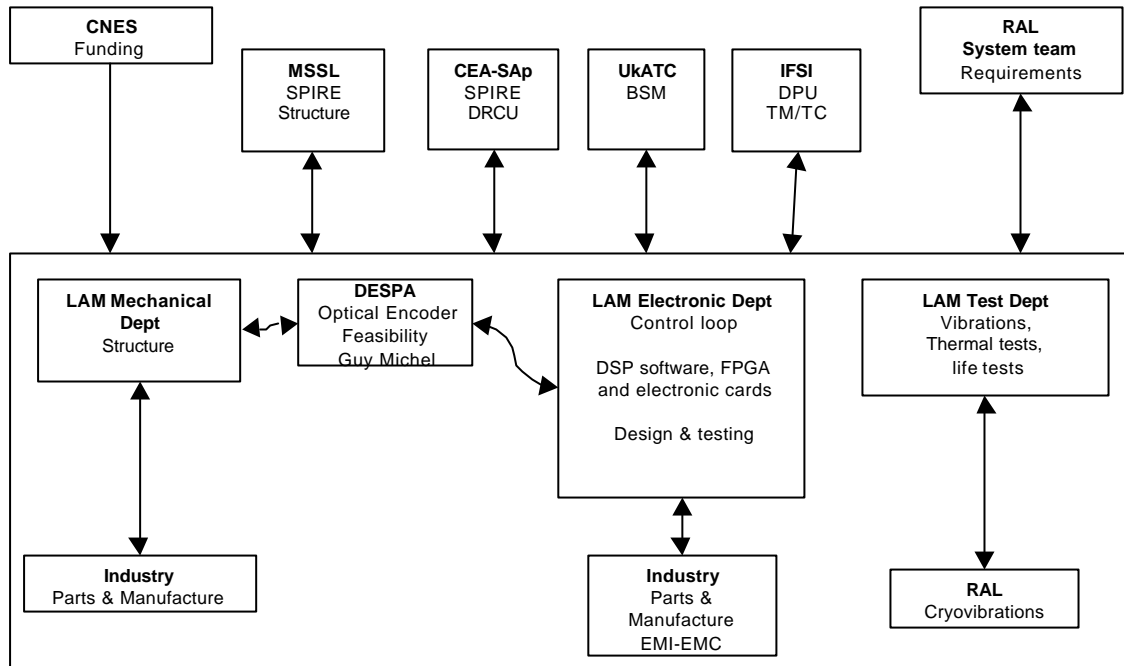 CNES
Funding
MSSL
SPIRE
Structure
CEA-SAp
SPIRE
DRCU
UkATC
BSM
IFSI
DPU
TM/TC
RAL
System team
Requirements
LAM Mechanical
Dept
Structure
DESPA
Optical Encoder
Feasibility
Guy Michel
LAM Electronic Dept
Control loop
DSP software, FPGA
and electronic cards
Design & testing
LAM Test Dept
Vibrations,
Thermal tests,
life tests
Industry
Parts & Manufacture
Industry
Parts &
Manufacture
EMI-EMC
RAL
Cryovibrations